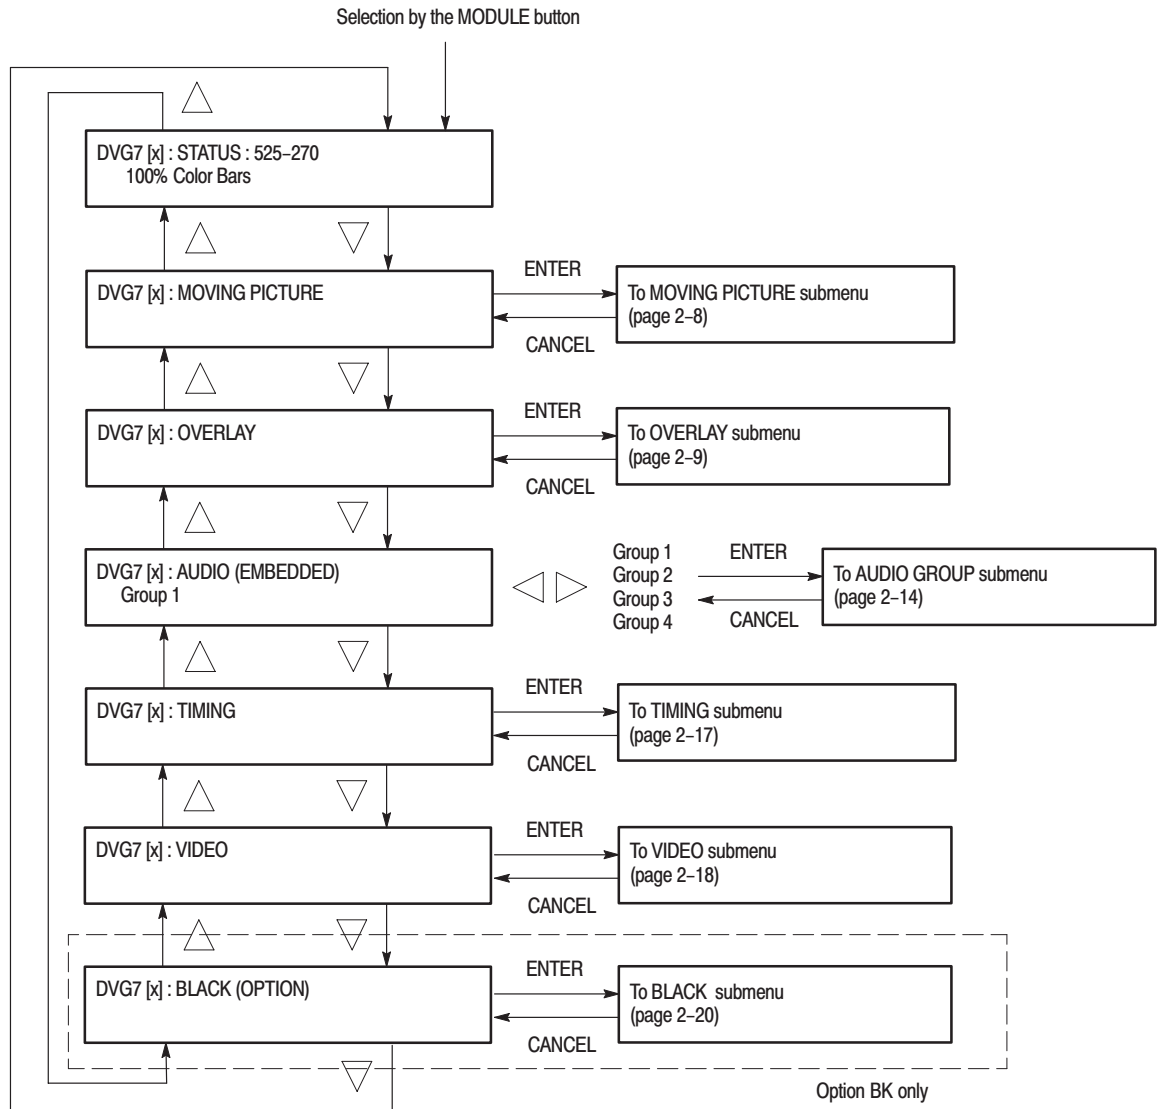 Selection by the MODULE button
DVG7 [x] : STATUS : 525–270
100% Color Bars
DVG7 [x] : MOVING PICTURE
ENTER
CANCEL
To MOVING PICTURE submenu
(page 2–8)
DVG7 [x] : OVERLAY
ENTER
CANCEL
To OVERLAY submenu
(page 2–9)
DVG7 [x] : AUDIO (EMBEDDED)
Group 1
Group 1
Group 2
Group 3
Group 4
ENTER
CANCEL
To AUDIO GROUP submenu
(page 2–14)
DVG7 [x] : TIMING
ENTER
CANCEL
To TIMING submenu
(page 2–17)
DVG7 [x] : VIDEO
ENTER
CANCEL
To VIDEO submenu
(page 2–18)
DVG7 [x] : BLACK (OPTION)
ENTER
CANCEL
To BLACK submenu
(page 2–20)
Option BK only